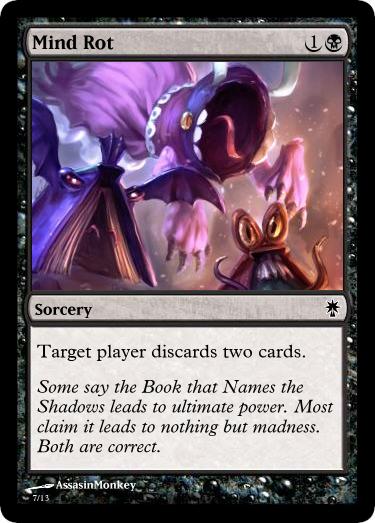 Mind Rot 1
Sorcery
Target player discards two cards.
Some say the Book that Names the
Shadows leads to ultimate power. Most
claim it leads to nothing but madness.
Both are correct.
AssasinMonkey
7/13